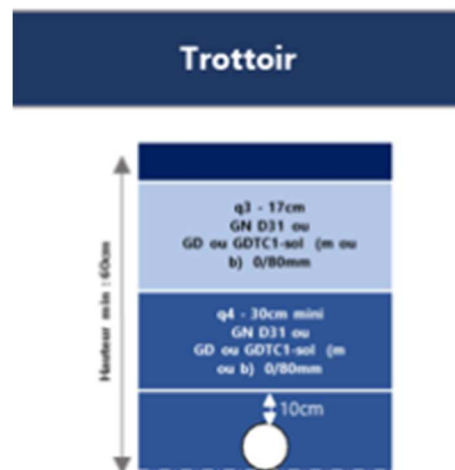 Trottoir
Hauteur min : 60cm
q3 - 17cm
GN D31 ou
GD ou GDTC1-sol (m ou
b) 0/80mm
q4 - 30cm mini
GN D31 ou
GD ou GDTC1-sol (m
ou b) 0/80mm
10cm